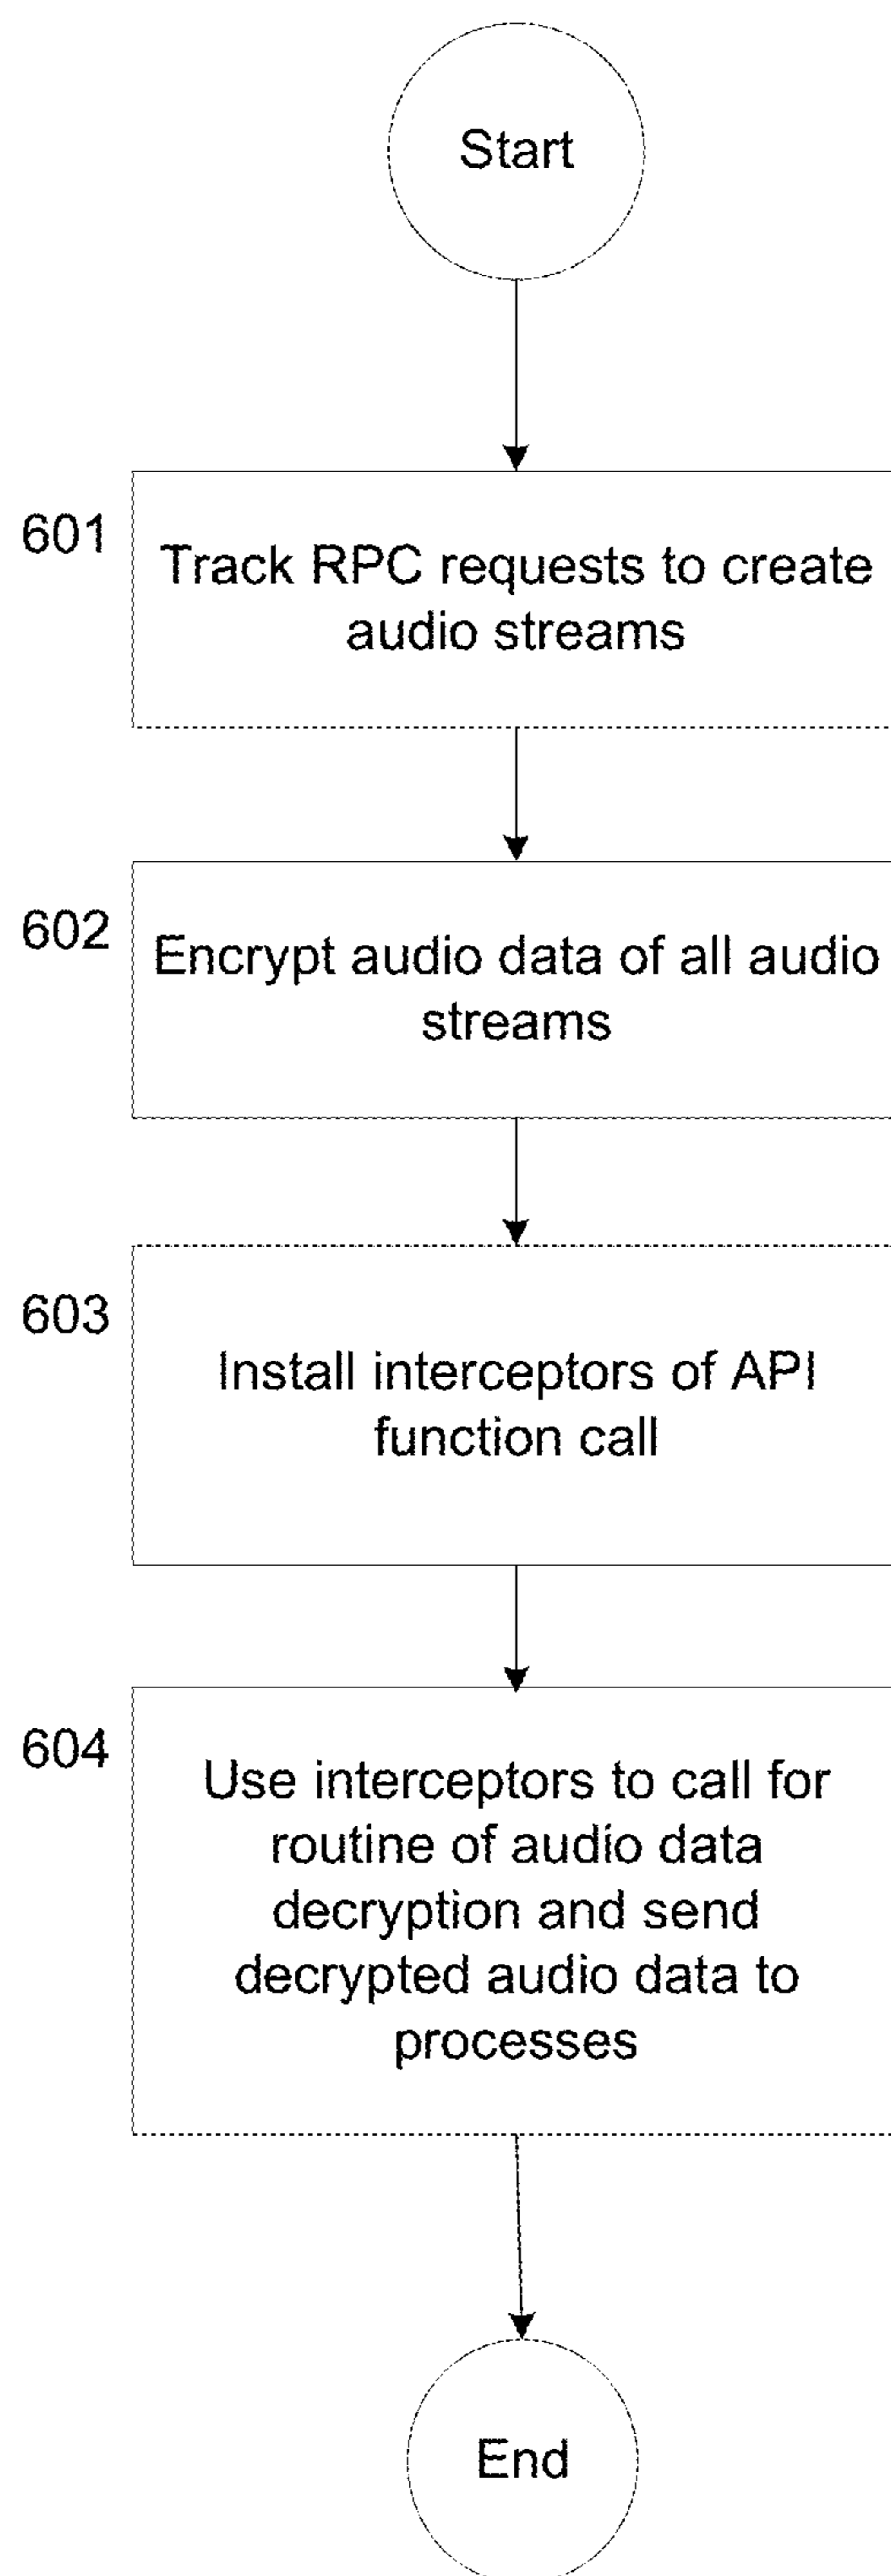 Start
601
Track RPC requests to create
audio streams
602
Encrypt audio data of all audio
streams
603
Install interceptors of API
function call
604
Use interceptors to call for
routine of audio data
decryption and send
decrypted audio data to
processes
End